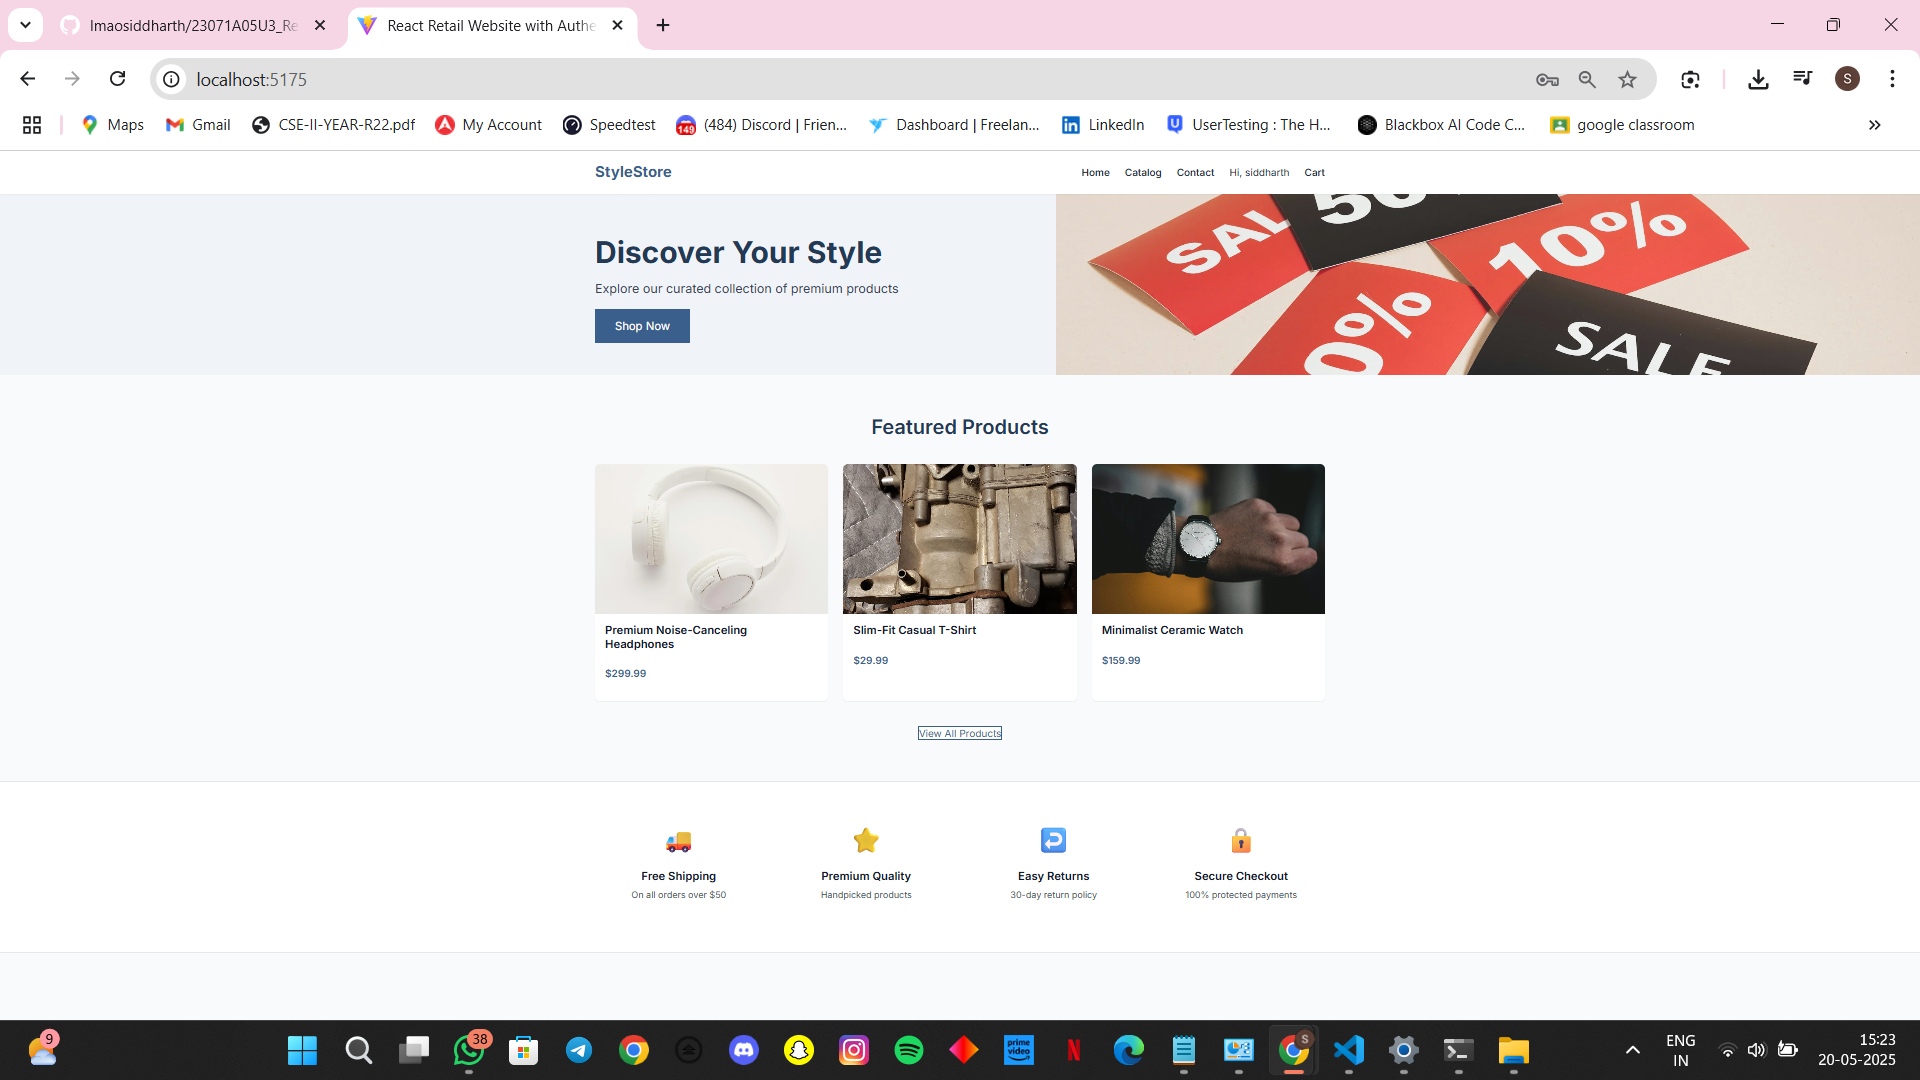 lmaosiddharth/23071A05U3_Re
React Retail Website with Authe
localhost:5175
S
Maps
Gmail
CSE-II-YEAR-R22.pdf
My Account
Speedtest
149
(484) Discord | Frien...
Dashboard | Freelan...
LinkedIn
UserTesting : The H...
Blackbox AI Code C...
google classroom
StyleStore
Home
Catalog
Contact
Hi, siddharth
Cart
Discover Your Style
Explore our curated collection of premium products
Shop Now
SAL
50
10%
0%
SALE
Featured Products
Premium Noise-Canceling
Headphones
$299.99
Slim-Fit Casual T-Shirt
$29.99
Minimalist Ceramic Watch
$159.99
View All Products
Free Shipping
On all orders over $50
Premium Quality
Handpicked products
Easy Returns
30-day return policy
Secure Checkout
100% protected payments
9
38
prime
video
N
S
ENG
IN
15:23
20-05-2025